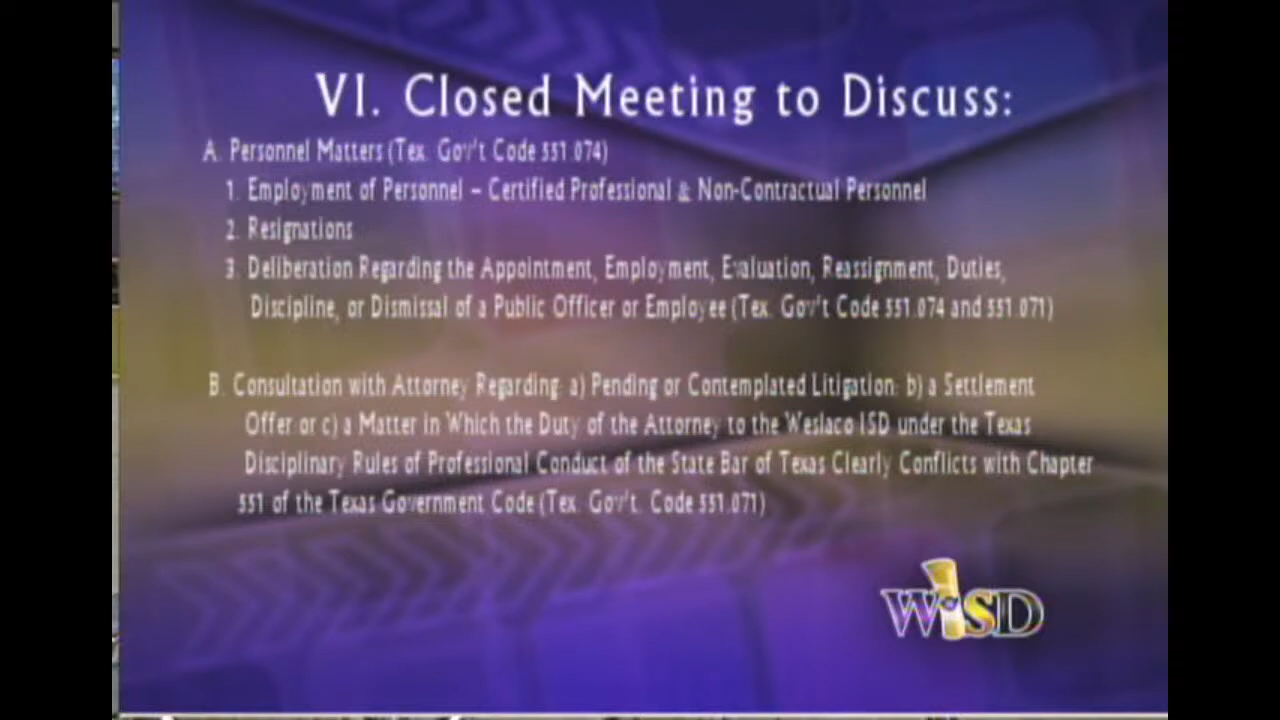 VI. Closed Meeting to Discuss:
A. Personnel Matters (Tex. Gov't Code 551.074)
1. Employment of Personnel – Certified Professional & Non-Contractual Personnel
2. Resignations
3. Deliberation Regarding the Appointment, Employment, Evaluation, Reassignment, Duties,
Discipline, or Dismissal of a Public Officer or Employee (Tex. Gov't Code 551.074 and 551.071)
B. Consultation with Attorney Regarding: a) Pending or Contemplated Litigation: b) a Settlement
Offer or c) a Matter in Which the Duty of the Attorney to the Weslaco ISD under the Texas
Disciplinary Rules of Professional Conduct of the State Bar of Texas Clearly Conflicts with Chapter
551 of the Texas Government Code (Tex. Gov't. Code 551.071)
WISD